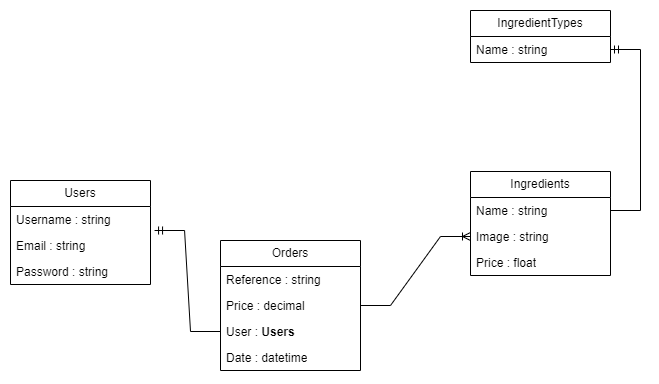 IngredientTypes
Name : string
Users
Username : string
Email : string
Password : string
Ingredients
Name : string
Image : string
Price : float
Orders
Reference : string
Price : decimal
User : Users
Date : datetime